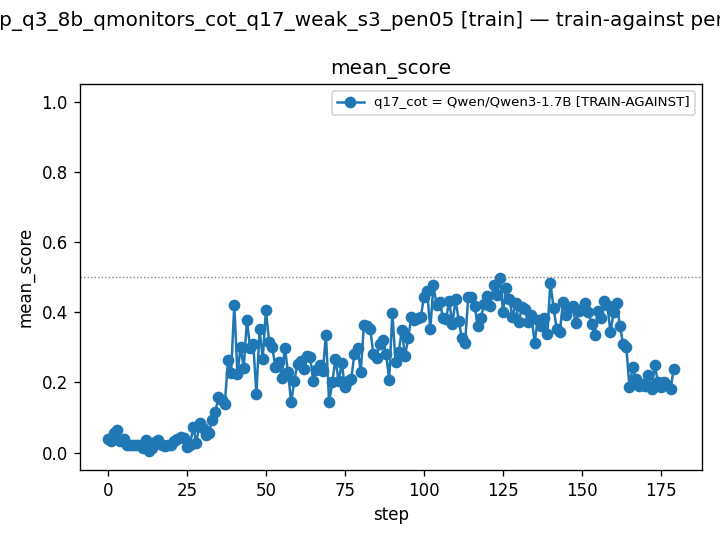 p_q3_8b_qmonitors_cot_q17_weak_s3_pen05 [train] — train-against per
mean_score
q17_cot = Qwen/Qwen3-1.7B [TRAIN-AGAINST]
1.0
0.8
0.6
0.4
0.2
0.0
mean_score
0 25 50 75 100 125 150 175
step